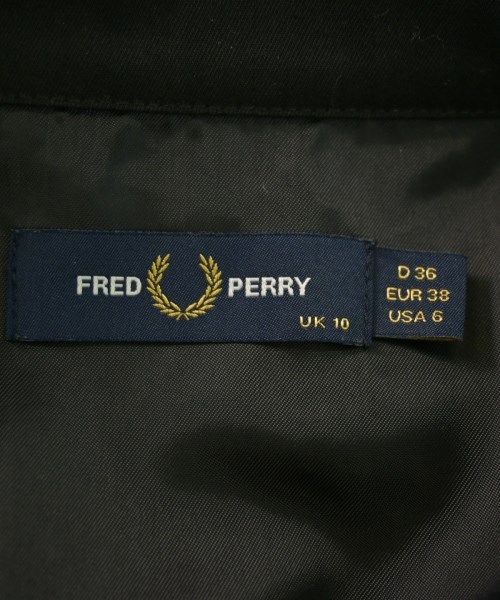 FRED PERRY
UK 10
D 36
EUR 38
USA 6